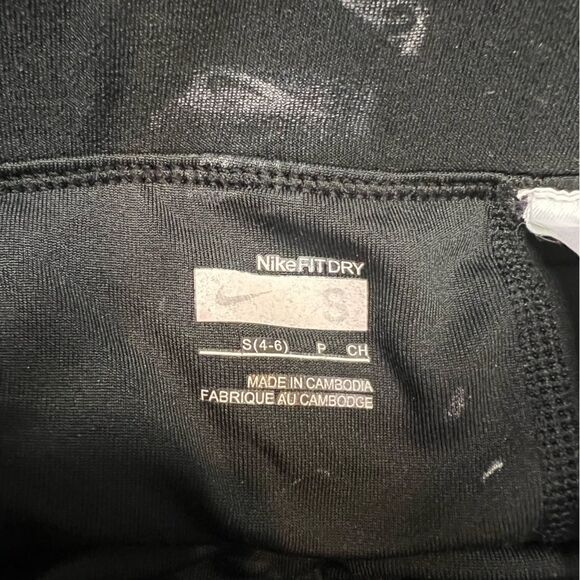 NikeFITDRY
S
S(4-6) P CH
MADE IN CAMBODIA
FABRIQUE AU CAMBODGE